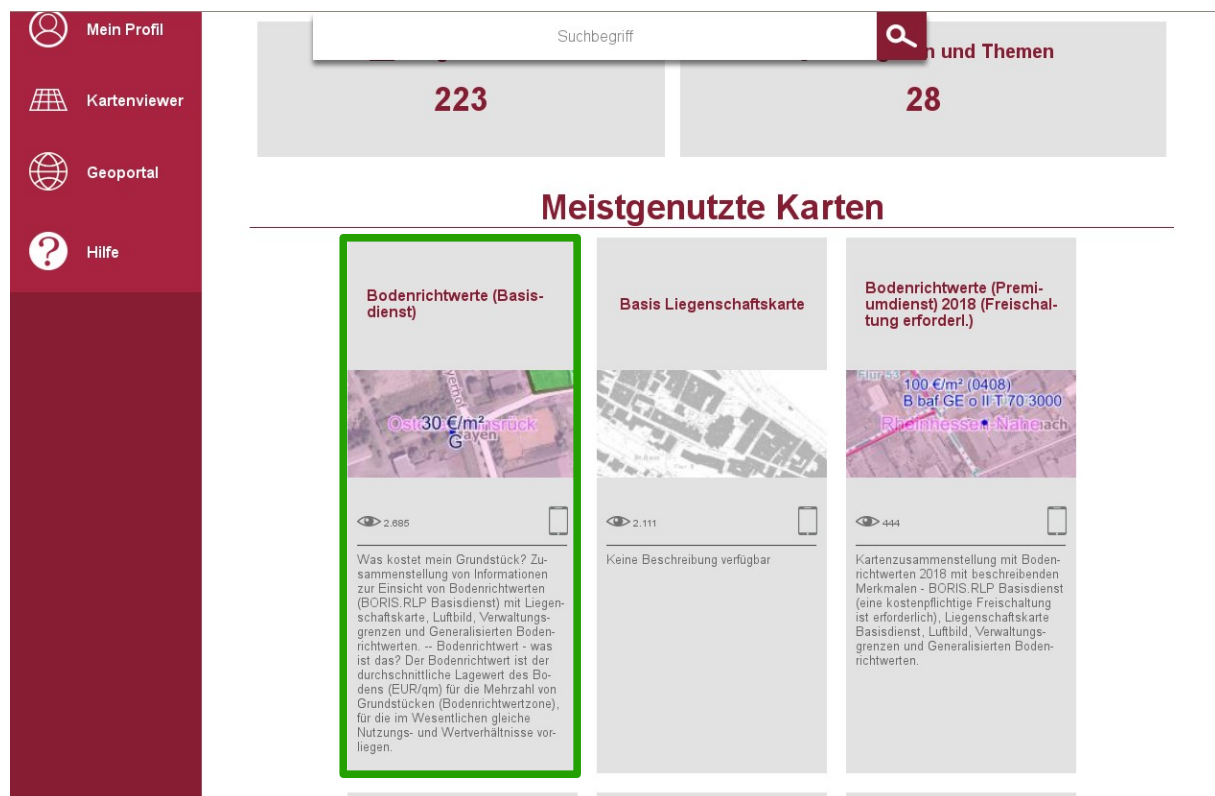 Mein Profil
Kartenviewer
Geoportal
Hilfe
Suchbegriff
n und Themen
223
28
Meistgenutzte Karten
Bodenrichtwerte (Basis-
dienst)
30 €/m²
G
2.685
Was kostet mein Grundstück? Zu-
sammenstellung von Informationen
zur Einsicht von Bodenrichtwerten
(BORIS.RLP Basisdienst) mit Liegen-
schaftskarte, Luftbild, Verwaltungs-
grenzen und Generalisierten Boden-
richtwerten. -- Bodenrichtwert - was
ist das? Der Bodenrichtwert ist der
durchschnittliche Lagewert des Bo-
dens (EUR/qm) für die Mehrzahl von
Grundstücken (Bodenrichtwertzone),
für die im Wesentlichen gleiche
Nutzungs- und Wertverhältnisse vor-
liegen.
Basis Liegenschaftskarte
2.111
Keine Beschreibung verfügbar
Bodenrichtwerte (Premi-
umdienst) 2018 (Freischal-
tung erforderl.)
Flur 53
100 €/m² (0408)
B baf GE o II T 70 3000
Rheinhessen-Nahe
444
Kartenzusammenstellung mit Boden-
richtwerten 2018 mit beschreibenden
Merkmalen - BORIS.RLP Basisdienst
(eine kostenpflichtige Freischaltung
ist erforderlich), Liegenschaftskarte
Basisdienst, Luftbild, Verwaltungs-
grenzen und Generalisierten Boden-
richtwerten.